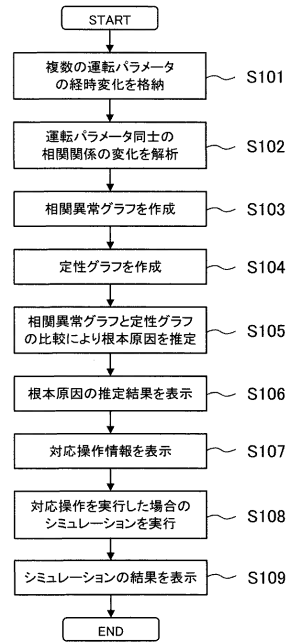 START
複数の運転パラメータ
の経時変化を格納
S101
運転パラメータ同士の
相関関係の変化を解析
S102
相関異常グラフを作成
S103
定性グラフを作成
S104
相関異常グラフと定性グラフ
の比較により根本原因を推定
S105
根本原因の推定結果を表示
S106
対応操作情報を表示
S107
対応操作を実行した場合の
シミュレーションを実行
S108
シミュレーションの結果を表示
S109
END